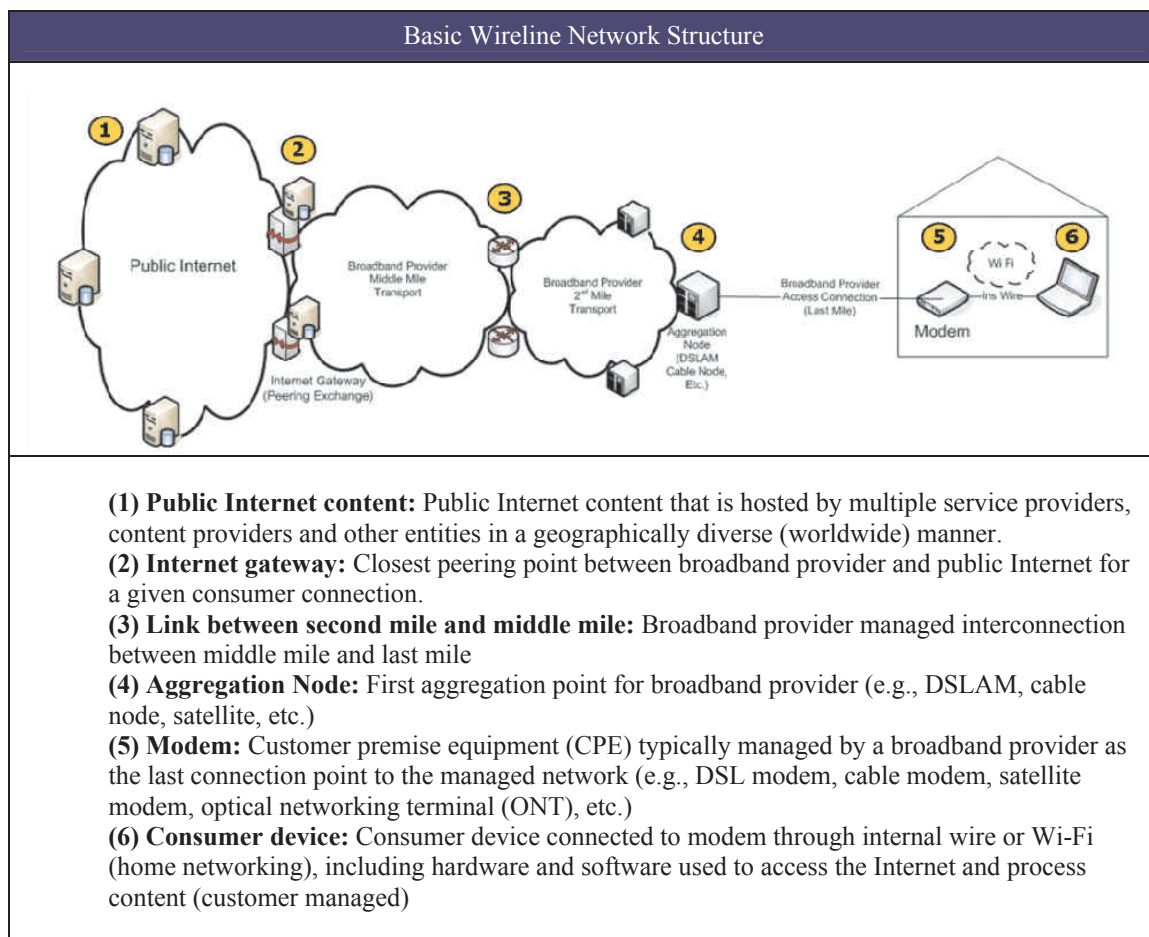 Basic Wireline Network Structure
1
2
3
4
5
6
Public Internet
Broadband Provider
Middle Mile
Transport
Broadband Provider
2nd Mile
Transport
Broadband Provider
Access Connection
(Last Mile)
Wi Fi
Ins Wire
Modem
Aggregation
Node
(DSLAM
Cable Node,
Etc.)
Internet Gateway
(Peering Exchange)
(1) Public Internet content: Public Internet content that is hosted by multiple service providers,
content providers and other entities in a geographically diverse (worldwide) manner.
(2) Internet gateway: Closest peering point between broadband provider and public Internet for
a given consumer connection.
(3) Link between second mile and middle mile: Broadband provider managed interconnection
between middle mile and last mile
(4) Aggregation Node: First aggregation point for broadband provider (e.g., DSLAM, cable
node, satellite, etc.)
(5) Modem: Customer premise equipment (CPE) typically managed by a broadband provider as
the last connection point to the managed network (e.g., DSL modem, cable modem, satellite
modem, optical networking terminal (ONT), etc.)
(6) Consumer device: Consumer device connected to modem through internal wire or Wi-Fi
(home networking), including hardware and software used to access the Internet and process
content (customer managed)